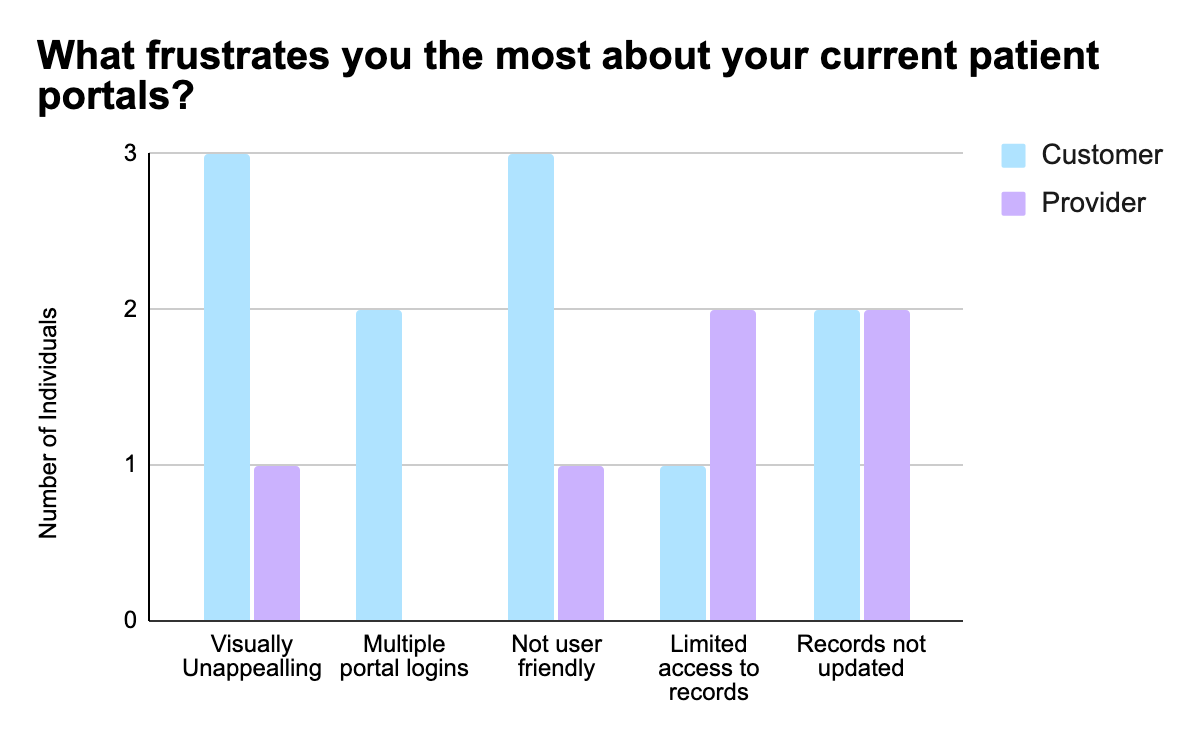 What frustrates you the most about your current patient
portals?
Customer
Provider
Number of Individuals
3
2
1
0
Visually
Unappealling
Multiple
portal logins
Not user
friendly
Limited
access to
records
Records not
updated